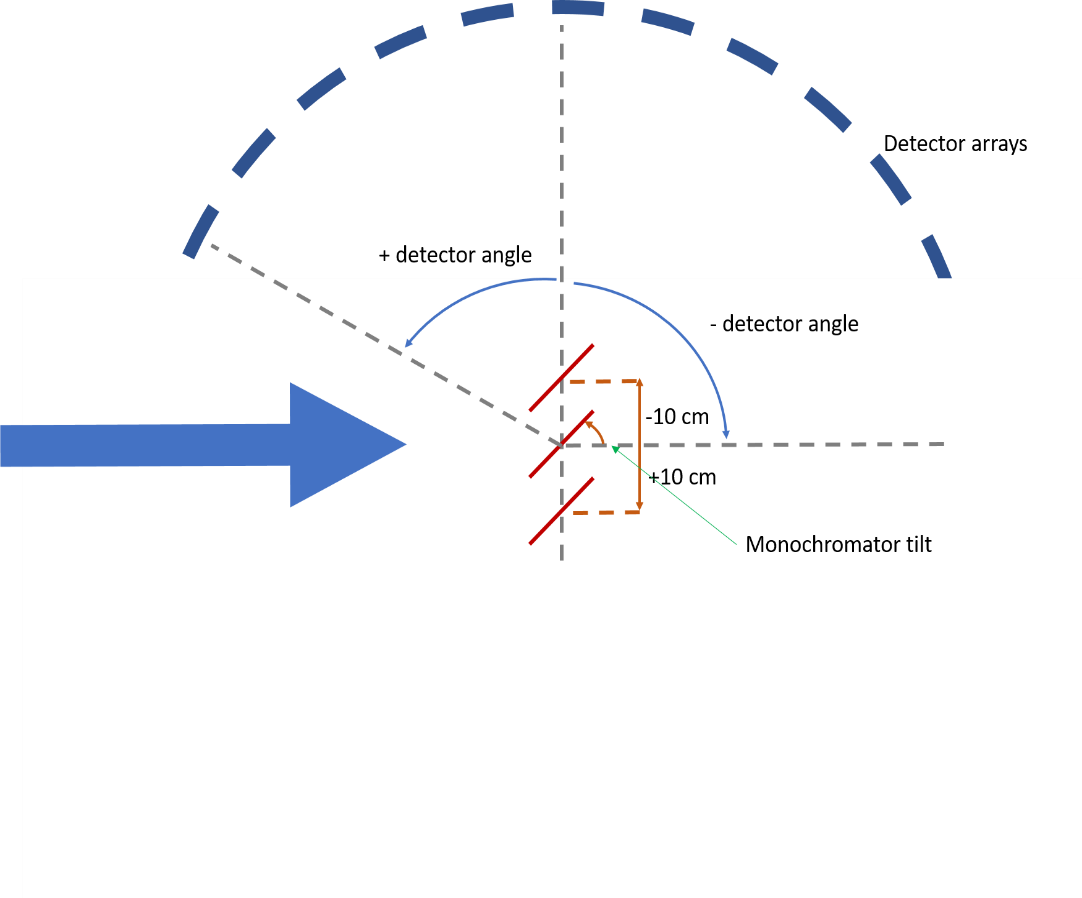 Detector arrays
+ detector angle
- detector angle
-10 cm
+10 cm
Monochromator tilt